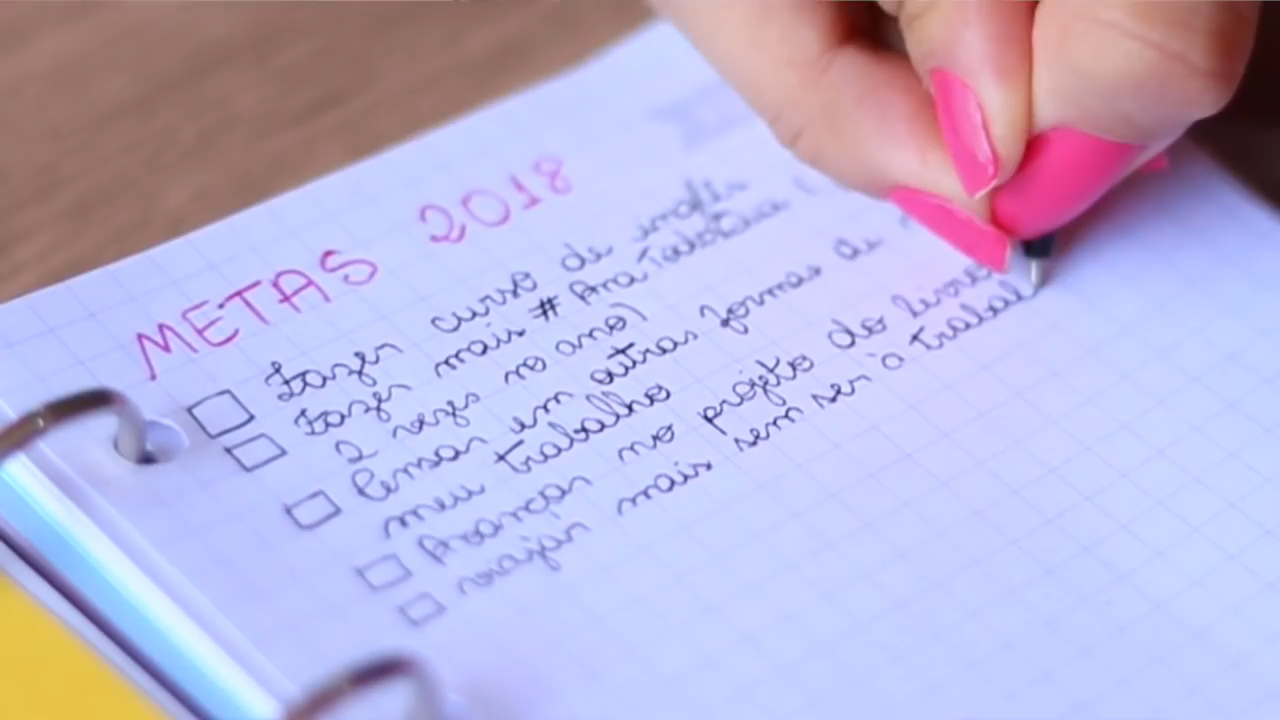 METAS 2018
Fazer curso de inglês
Fazer mais #
2 vezes no ano)
Pensar em outras formas de
meu trabalho
Avançar no projeto do livro
viajar mais sem ser à trabal